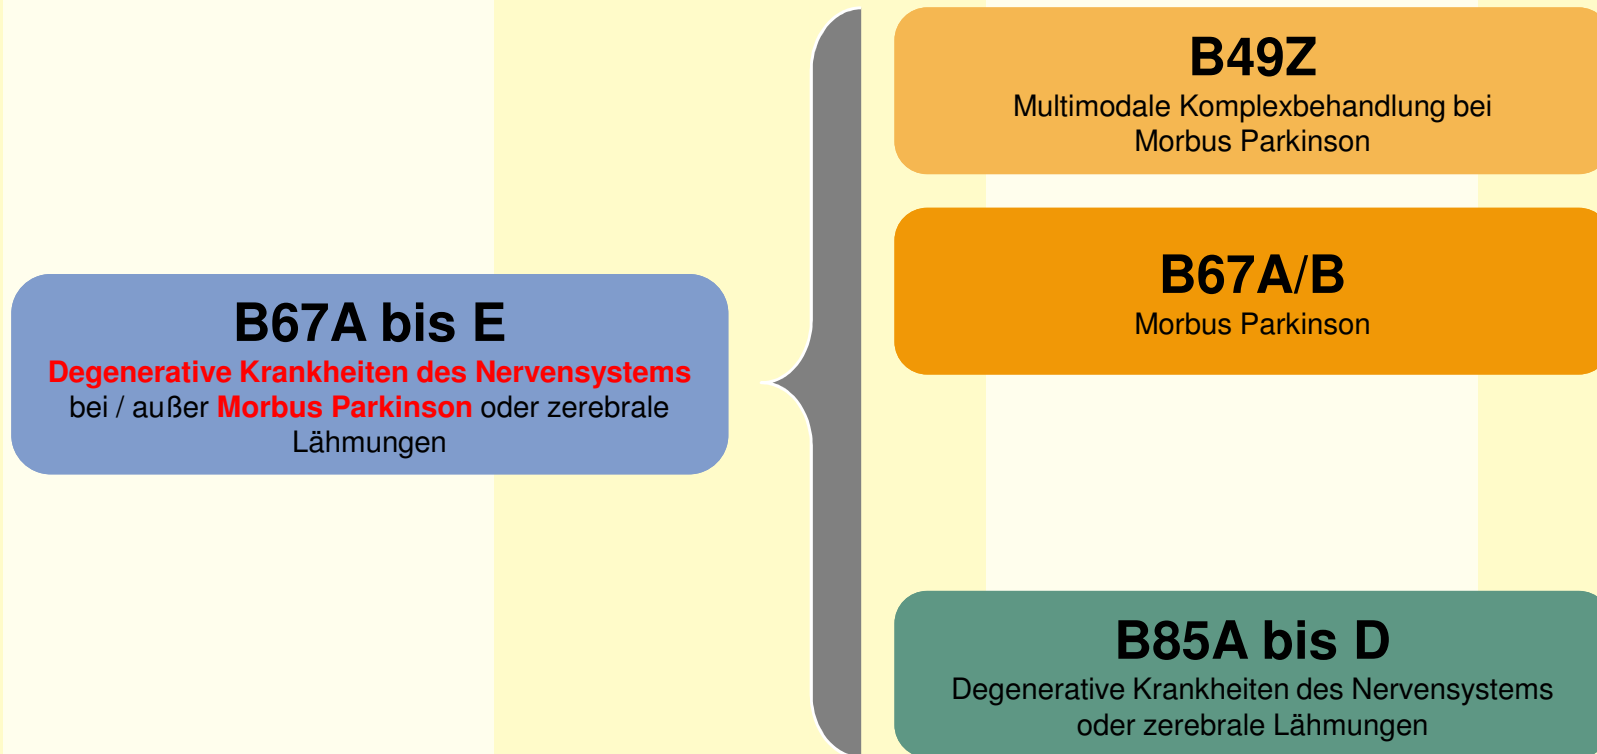 B67A bis E
Degenerative Krankheiten des Nervensystems
bei / außer Morbus Parkinson oder zerebrale
Lähmungen
B49Z
Multimodale Komplexbehandlung bei
Morbus Parkinson
B67A/B
Morbus Parkinson
B85A bis D
Degenerative Krankheiten des Nervensystems
oder zerebrale Lähmungen